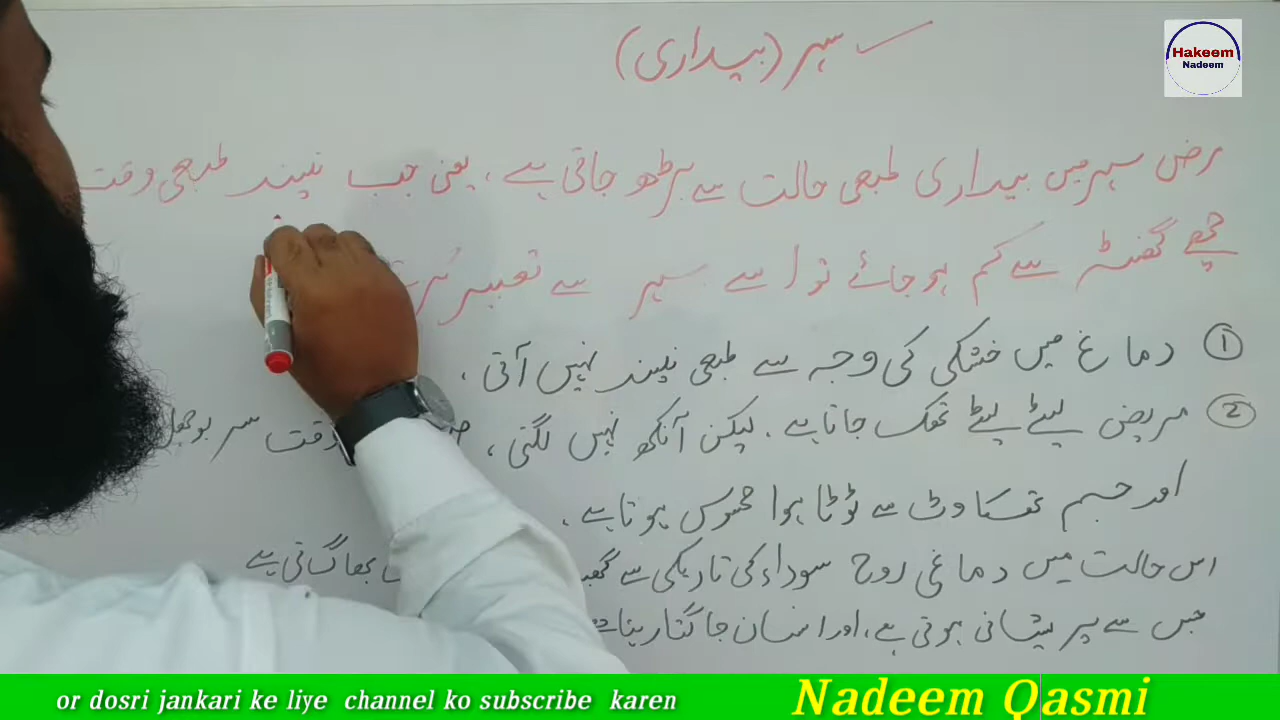 سہر (بیداری)
Hakeem
Nadeem
مرض سہر میں بیداری طبعی حالت سے بڑھ جاتی ہے، یعنی جب نیند طبعی وقت
چھے گھنٹہ سے کم ہو جائے تو اسے سہر سے تعبیر
① دماغ میں خشکی کی وجہ سے طبعی نیند نہیں آتی،
② مریض لیٹے لیٹے تھک جاتا ہے، لیکن آنکھ نہیں لگتی، وقت سر بوجھل
اور جسم تھکاوٹ سے ٹوٹا ہوا محسوس ہوتا ہے،
اس حالت میں دماغی روح سوداء کی تاریکی سے بھاگتی ہے
جس سے پریشانی ہوتی ہے، اور انسان جاگتا رہتا
or dosri jankari ke liye channel ko subscribe karen
Nadeem Qasmi